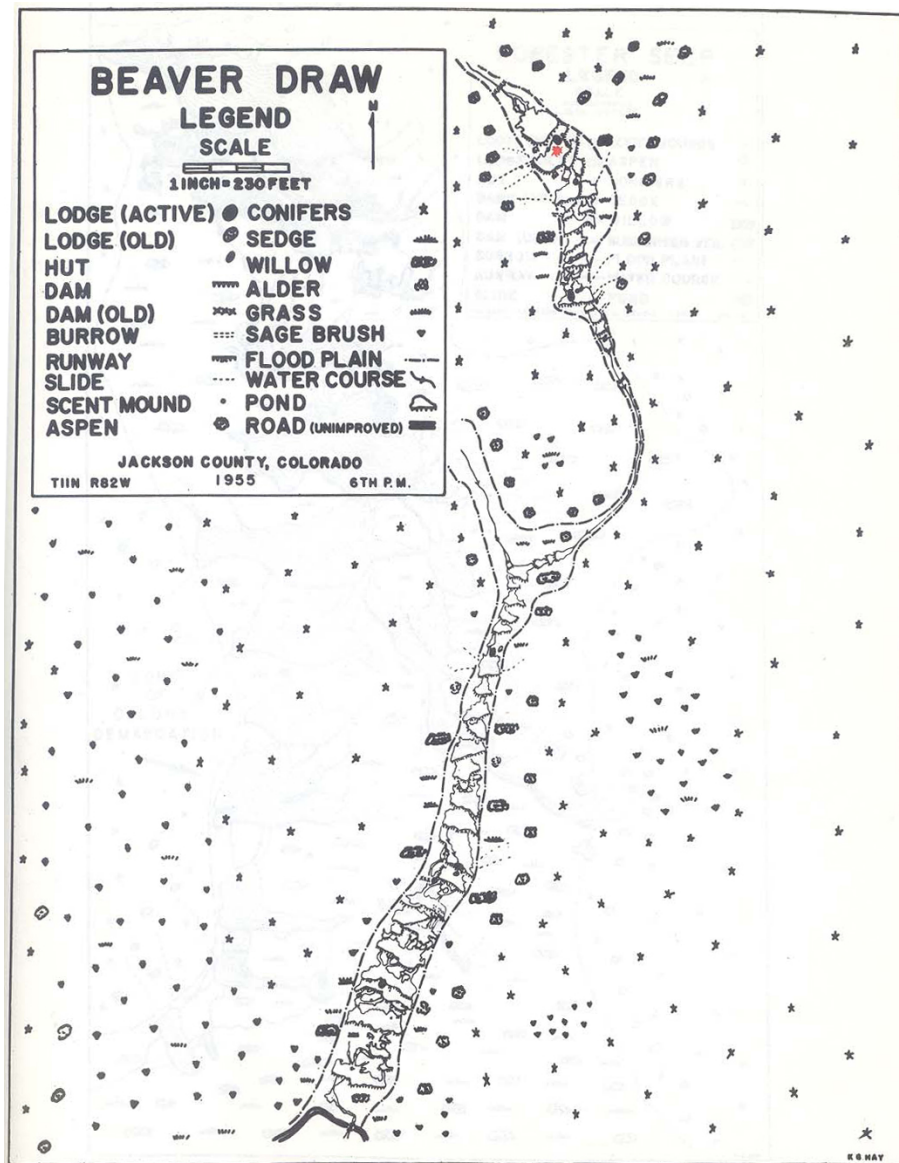 BEAVER DRAW
LEGEND
SCALE
N
1 INCH = 230 FEET
LODGE (ACTIVE) CONIFERS
LODGE (OLD) SEDGE
HUT WILLOW
DAM ALDER
DAM (OLD) GRASS
BURROW SAGE BRUSH
RUNWAY FLOOD PLAIN
SLIDE WATER COURSE
SCENT MOUND POND
ASPEN ROAD (UNIMPROVED)
JACKSON COUNTY, COLORADO
T11N R82W 1955 6TH P.M.
K G HAY